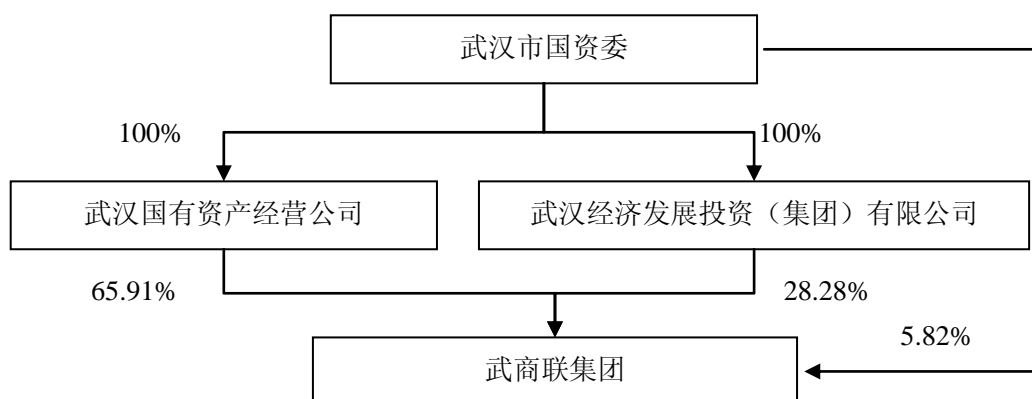 武汉市国资委
100%
100%
武汉国有资产经营公司
武汉经济发展投资（集团）有限公司
65.91%
28.28%
5.82%
武商联集团